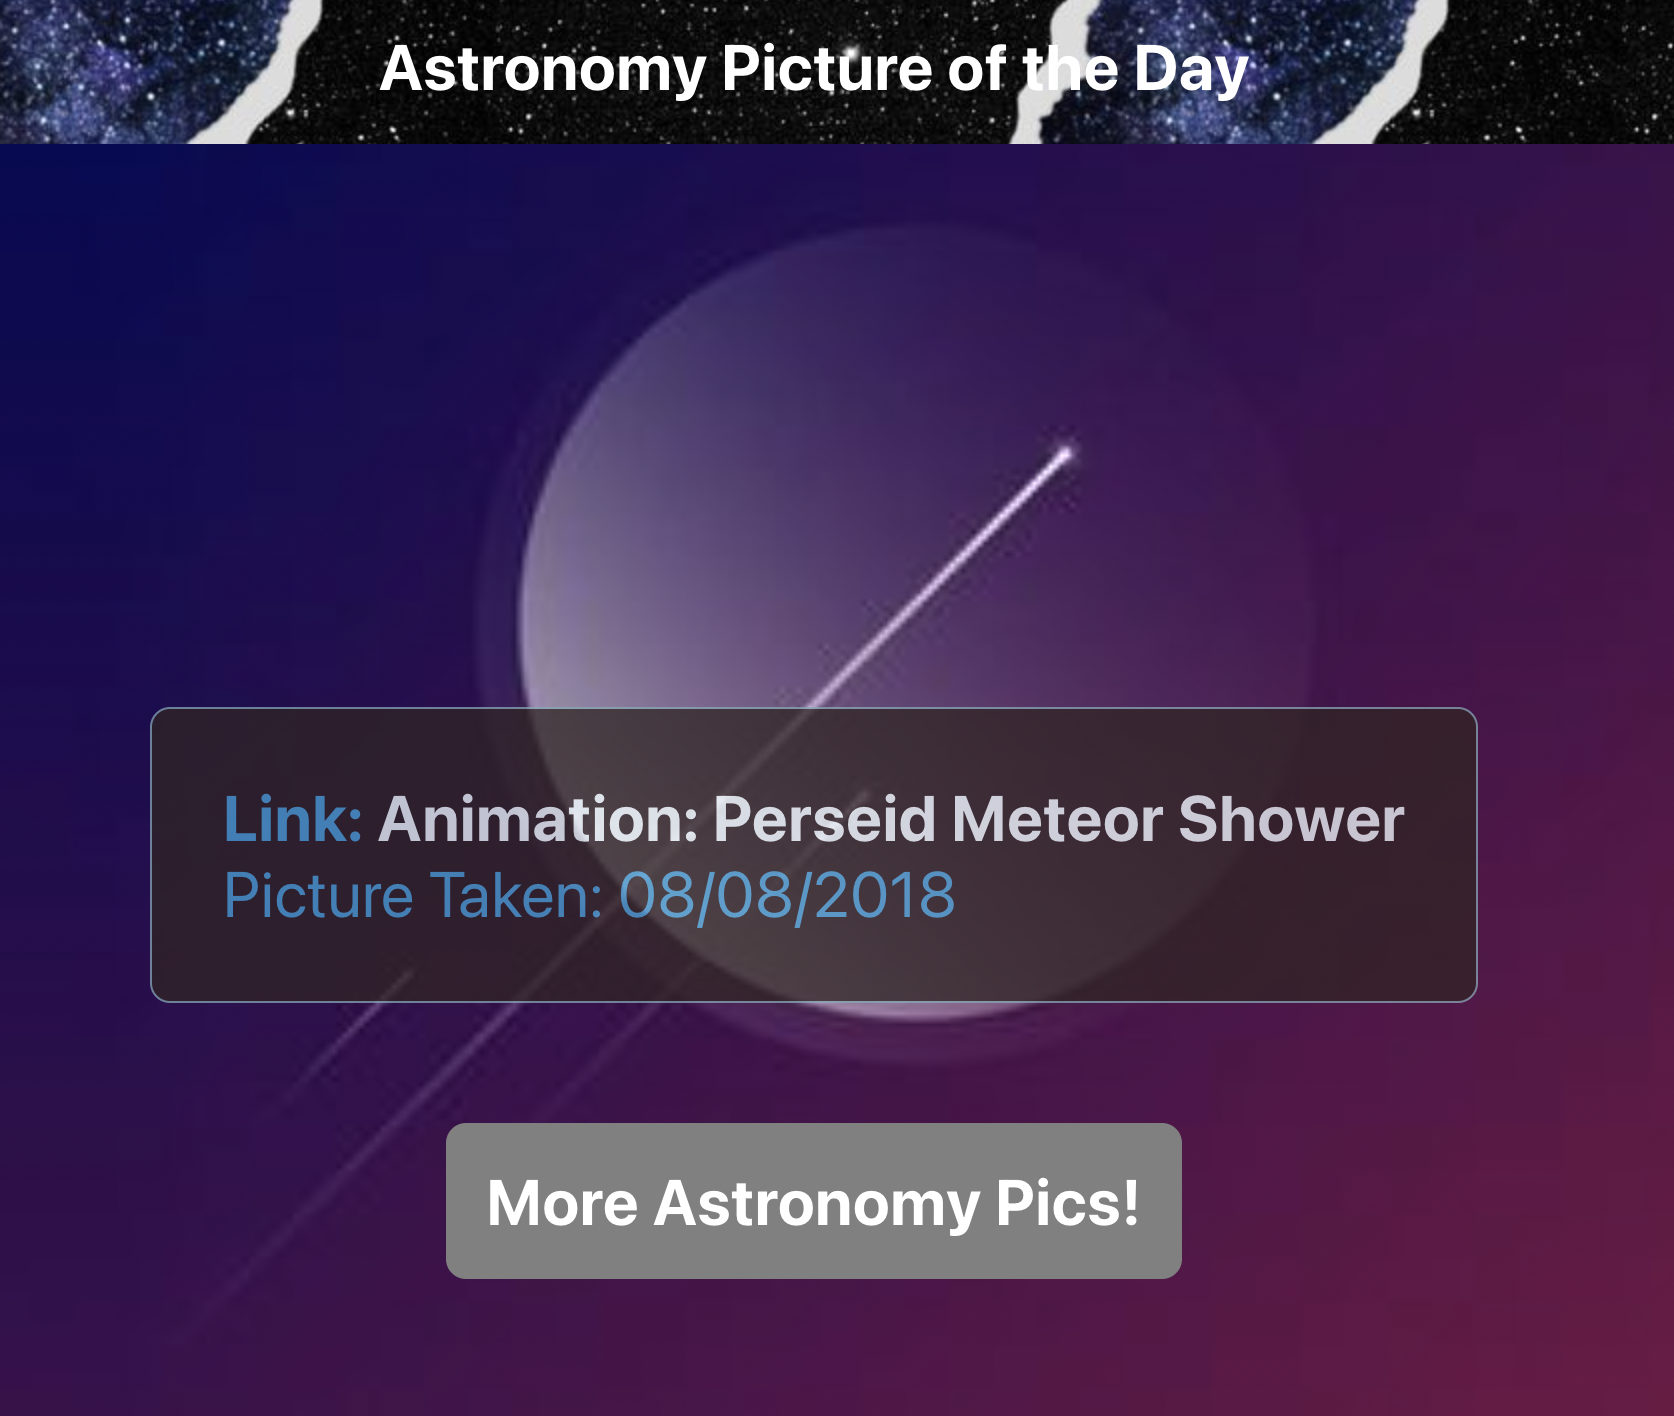 Astronomy Picture of the Day
Link: Animation: Perseid Meteor Shower
Picture Taken: 08/08/2018
More Astronomy Pics!